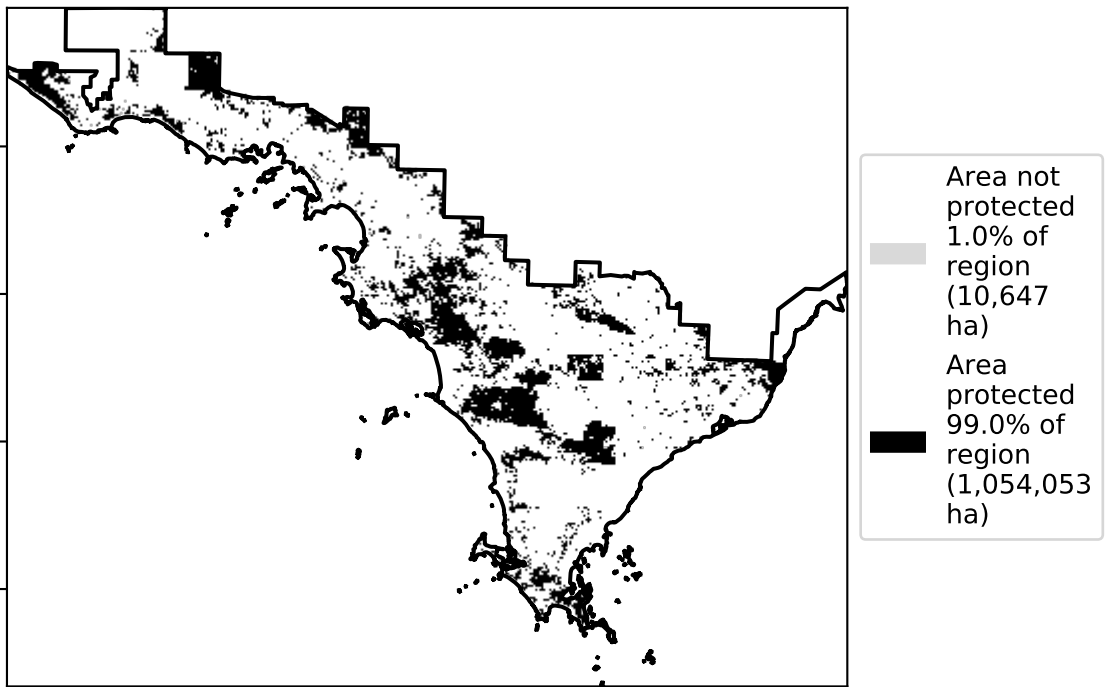 Area not
protected
1.0% of
region
(10,647
ha)
Area
protected
99.0% of
region
(1,054,053
ha)